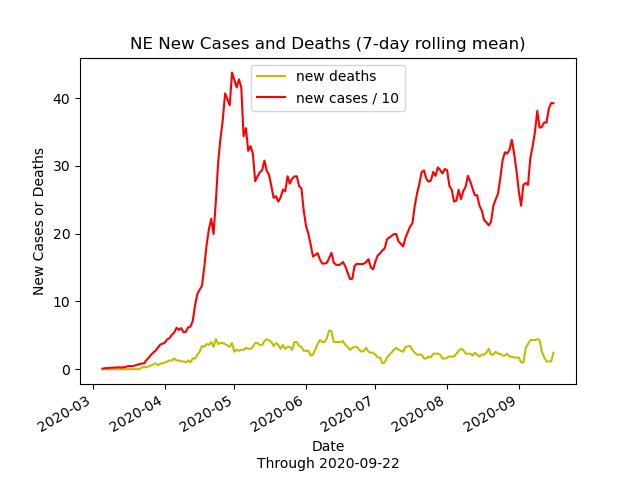 NE New Cases and Deaths (7-day rolling mean)
new deaths
new cases / 10
New Cases or Deaths
40
30
20
10
0
2020-03
2020-04
2020-05
2020-06
2020-07
2020-08
2020-09
Date
Through 2020-09-22